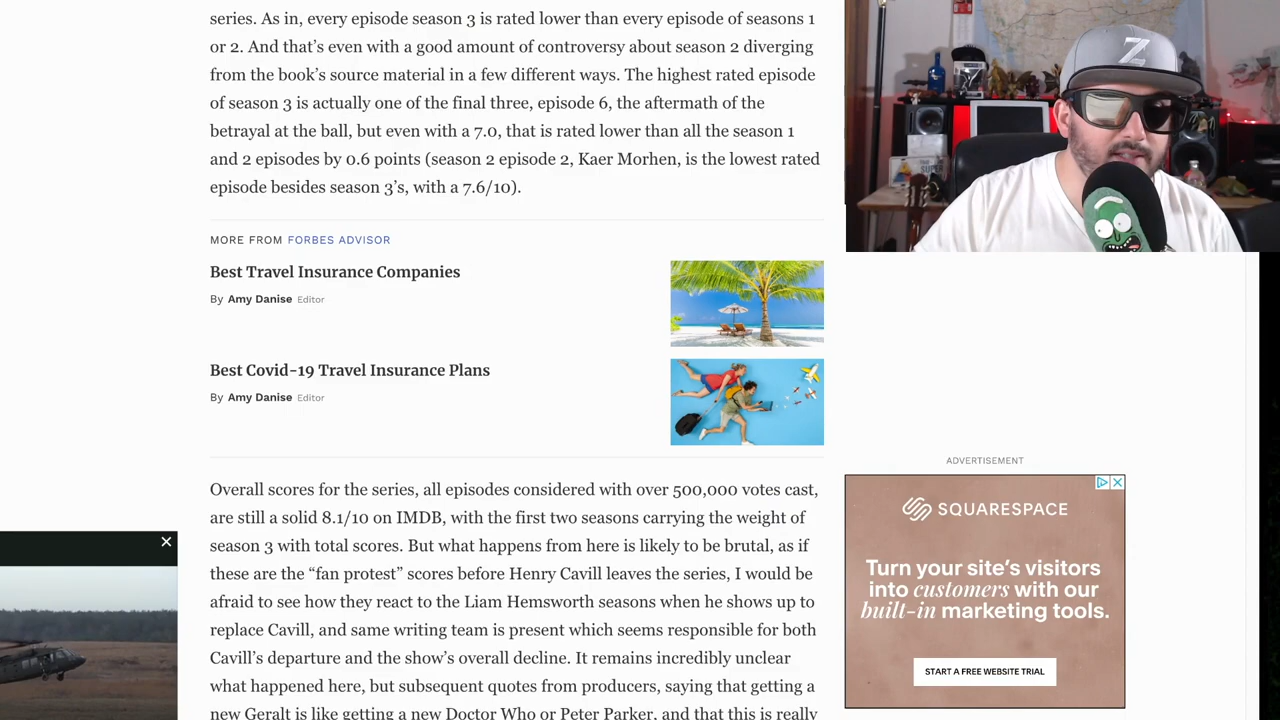 series. As in, every episode season 3 is rated lower than every episode of seasons 1
or 2. And that’s even with a good amount of controversy about season 2 diverging
from the book’s source material in a few different ways. The highest rated episode
of season 3 is actually one of the final three, episode 6, the aftermath of the
betrayal at the ball, but even with a 7.0, that is rated lower than all the season 1
and 2 episodes by 0.6 points (season 2 episode 2, Kaer Morhen, is the lowest rated
episode besides season 3’s, with a 7.6/10).
MORE FROM FORBES ADVISOR
Best Travel Insurance Companies
By Amy Danise Editor
Best Covid-19 Travel Insurance Plans
By Amy Danise Editor
Overall scores for the series, all episodes considered with over 500,000 votes cast,
are still a solid 8.1/10 on IMDB, with the first two seasons carrying the weight of
season 3 with total scores. But what happens from here is likely to be brutal, as if
these are the “fan protest” scores before Henry Cavill leaves the series, I would be
afraid to see how they react to the Liam Hemsworth seasons when he shows up to
replace Cavill, and same writing team is present which seems responsible for both
Cavill’s departure and the show’s overall decline. It remains incredibly unclear
what happened here, but subsequent quotes from producers, saying that getting a
new Geralt is like getting a new Doctor Who or Peter Parker, and that this is really
Z
ADVERTISEMENT
SQUARESPACE
Turn your site’s visitors
into customers with our
built-in marketing tools.
START A FREE WEBSITE TRIAL